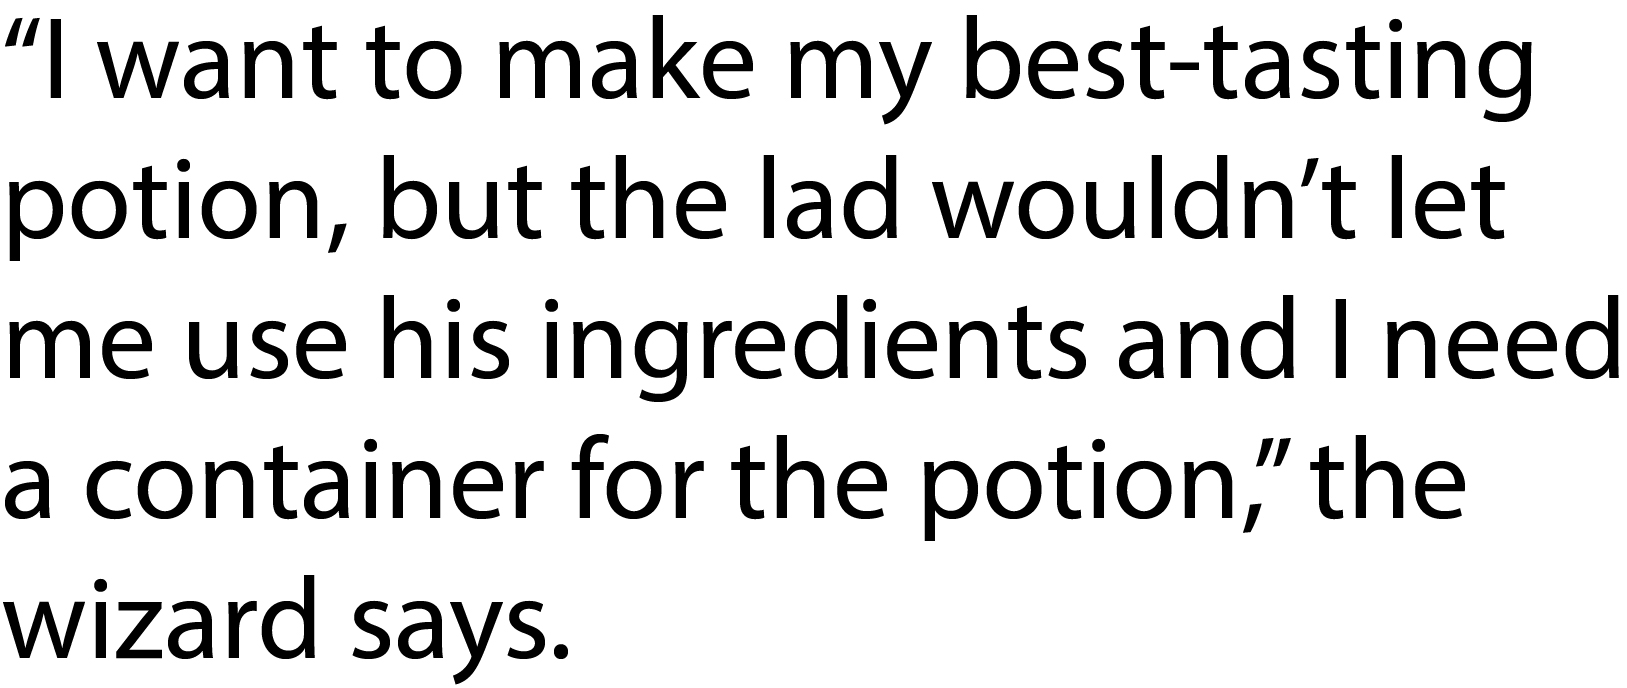 “I want to make my best-tasting
potion, but the lad wouldn’t let
me use his ingredients and I need
a container for the potion,” the
wizard says.